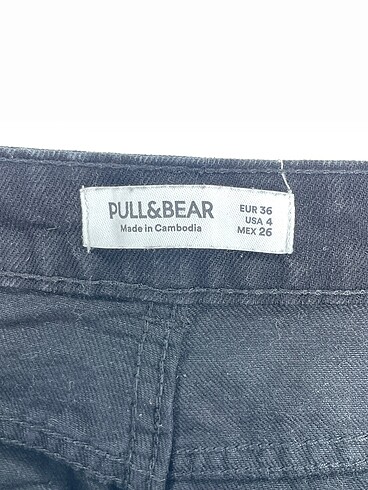 PULL&BEAR
Made in Cambodia
EUR 36
USA 4
MEX 26